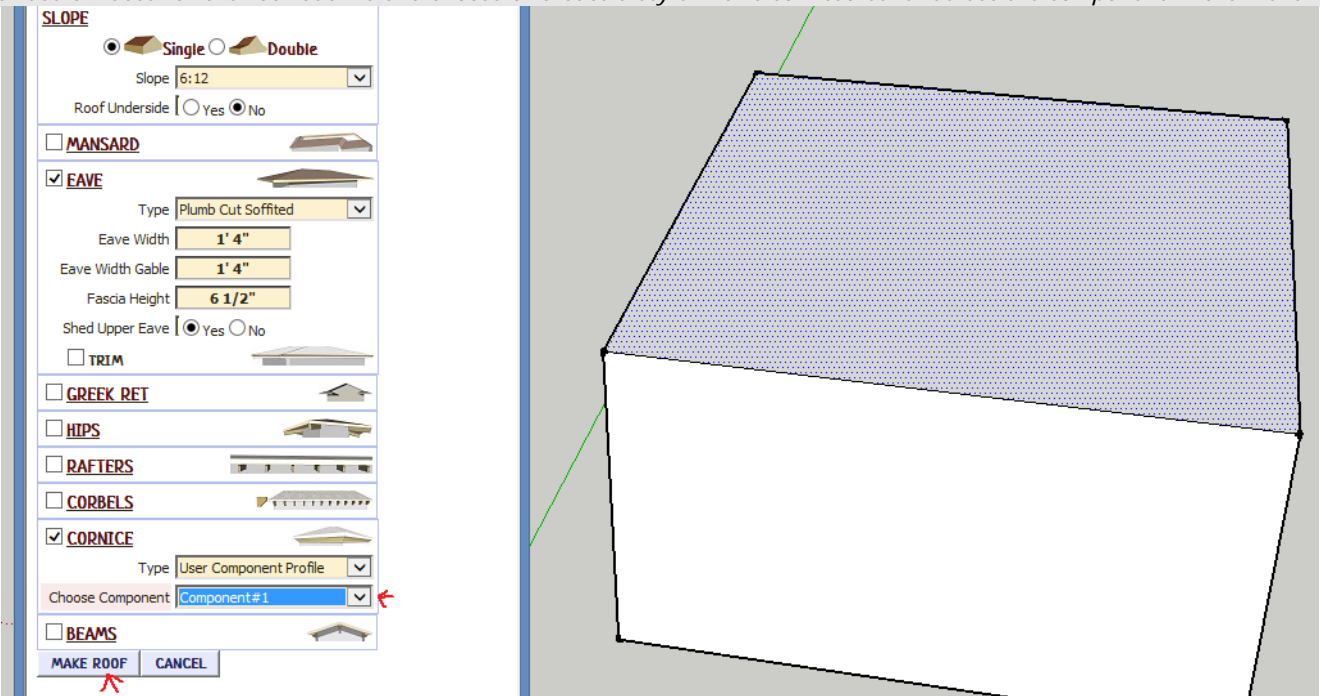 SLOPE
Single Double
Slope 6:12
Roof Underside Yes No
MANSARD
EAVE
Type Plumb Cut Soffited
Eave Width 1' 4"
Eave Width Gable 1' 4"
Fascia Height 6 1/2"
Shed Upper Eave Yes No
TRIM
GREEK RET
HIPS
RAFTERS
CORBELS
CORNICE
Type User Component Profile
Choose Component Component#1
BEAMS
MAKE ROOF CANCEL